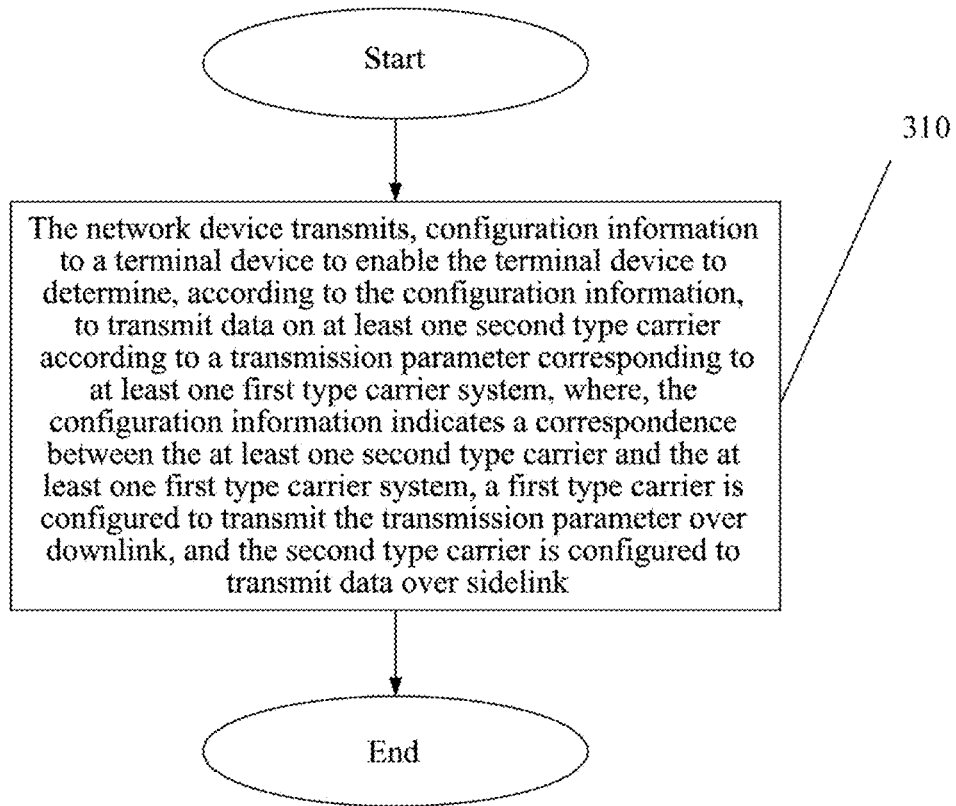 Start
310
The network device transmits, configuration information
to a terminal device to enable the terminal device to
determine, according to the configuration information,
to transmit data on at least one second type carrier
according to a transmission parameter corresponding to
at least one first type carrier system, where, the
configuration information indicates a correspondence
between the at least one second type carrier and the at
least one first type carrier system, a first type carrier is
configured to transmit the transmission parameter over
downlink, and the second type carrier is configured to
transmit data over sidelink
End